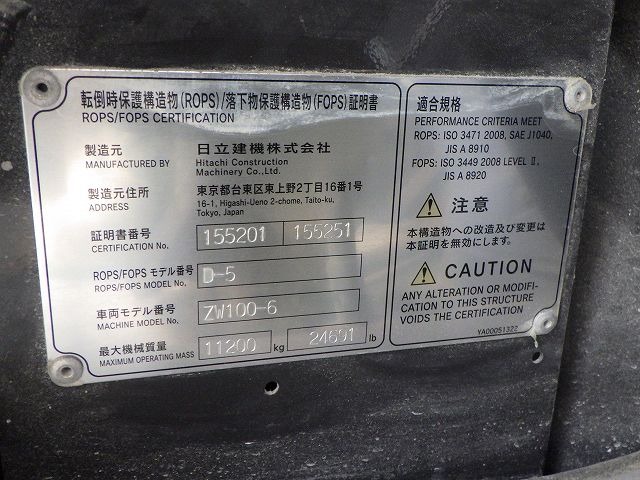 転倒時保護構造物(ROPS)/落下物保護構造物(FOPS)証明書
ROPS/FOPS CERTIFICATION
製造元
MANUFACTURED BY
日立建機株式会社
Hitachi Construction
Machinery Co.,Ltd.
製造元住所
ADDRESS
東京都台東区東上野2丁目16番1号
16-1, Higashi-Ueno 2-chome, Taito-ku,
Tokyo, Japan
証明書番号
CERTIFICATION No.
155201 155251
ROPS/FOPS モデル番号
ROPS/FOPS MODEL No.
D-5
車両モデル番号
MACHINE MODEL No.
ZW100-6
最大機械質量
MAXIMUM OPERATING MASS
11200 kg 24691 lb
適合規格
PERFORMANCE CRITERIA MEET
ROPS: ISO 3471 2008, SAE J1040,
JIS A 8910
FOPS: ISO 3449 2008 LEVEL Ⅱ,
JIS A 8920
注意
本構造物への改造及び変更は
本証明を無効にします。
CAUTION
ANY ALTERATION OR MODIFI-
CATION TO THIS STRUCTURE
VOIDS THE CERTIFICATION
YA00051322